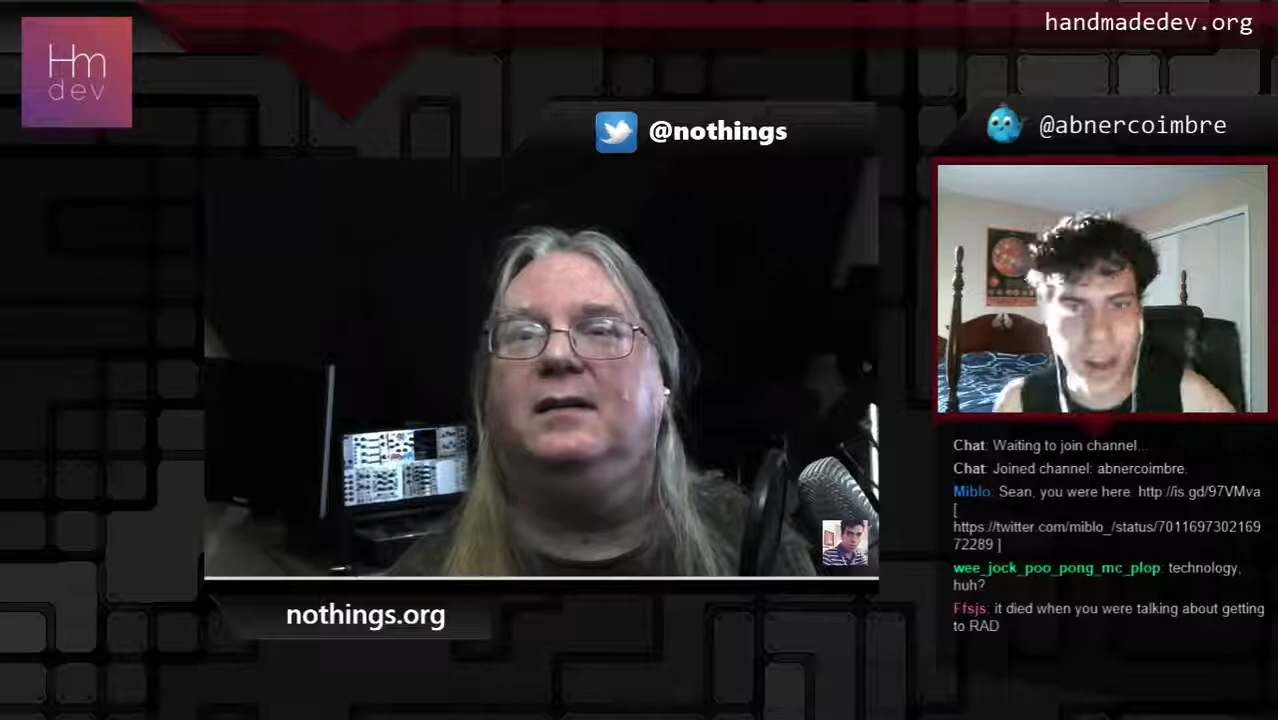 Hm
dev
handmadedev.org
@nothings
@abnercoimbre
Chat: Waiting to join channel...
Chat: Joined channel: abnercoimbre.
Miblo: Sean, you were here http://is.gd/97VMva
[
https://twitter.com/miblo_/status/7011697302169
72289 ]
wee_jock_poo_pong_mc_plop: technology,
huh?
Ffsjs: it died when you were talking about getting
to RAD
nothings.org